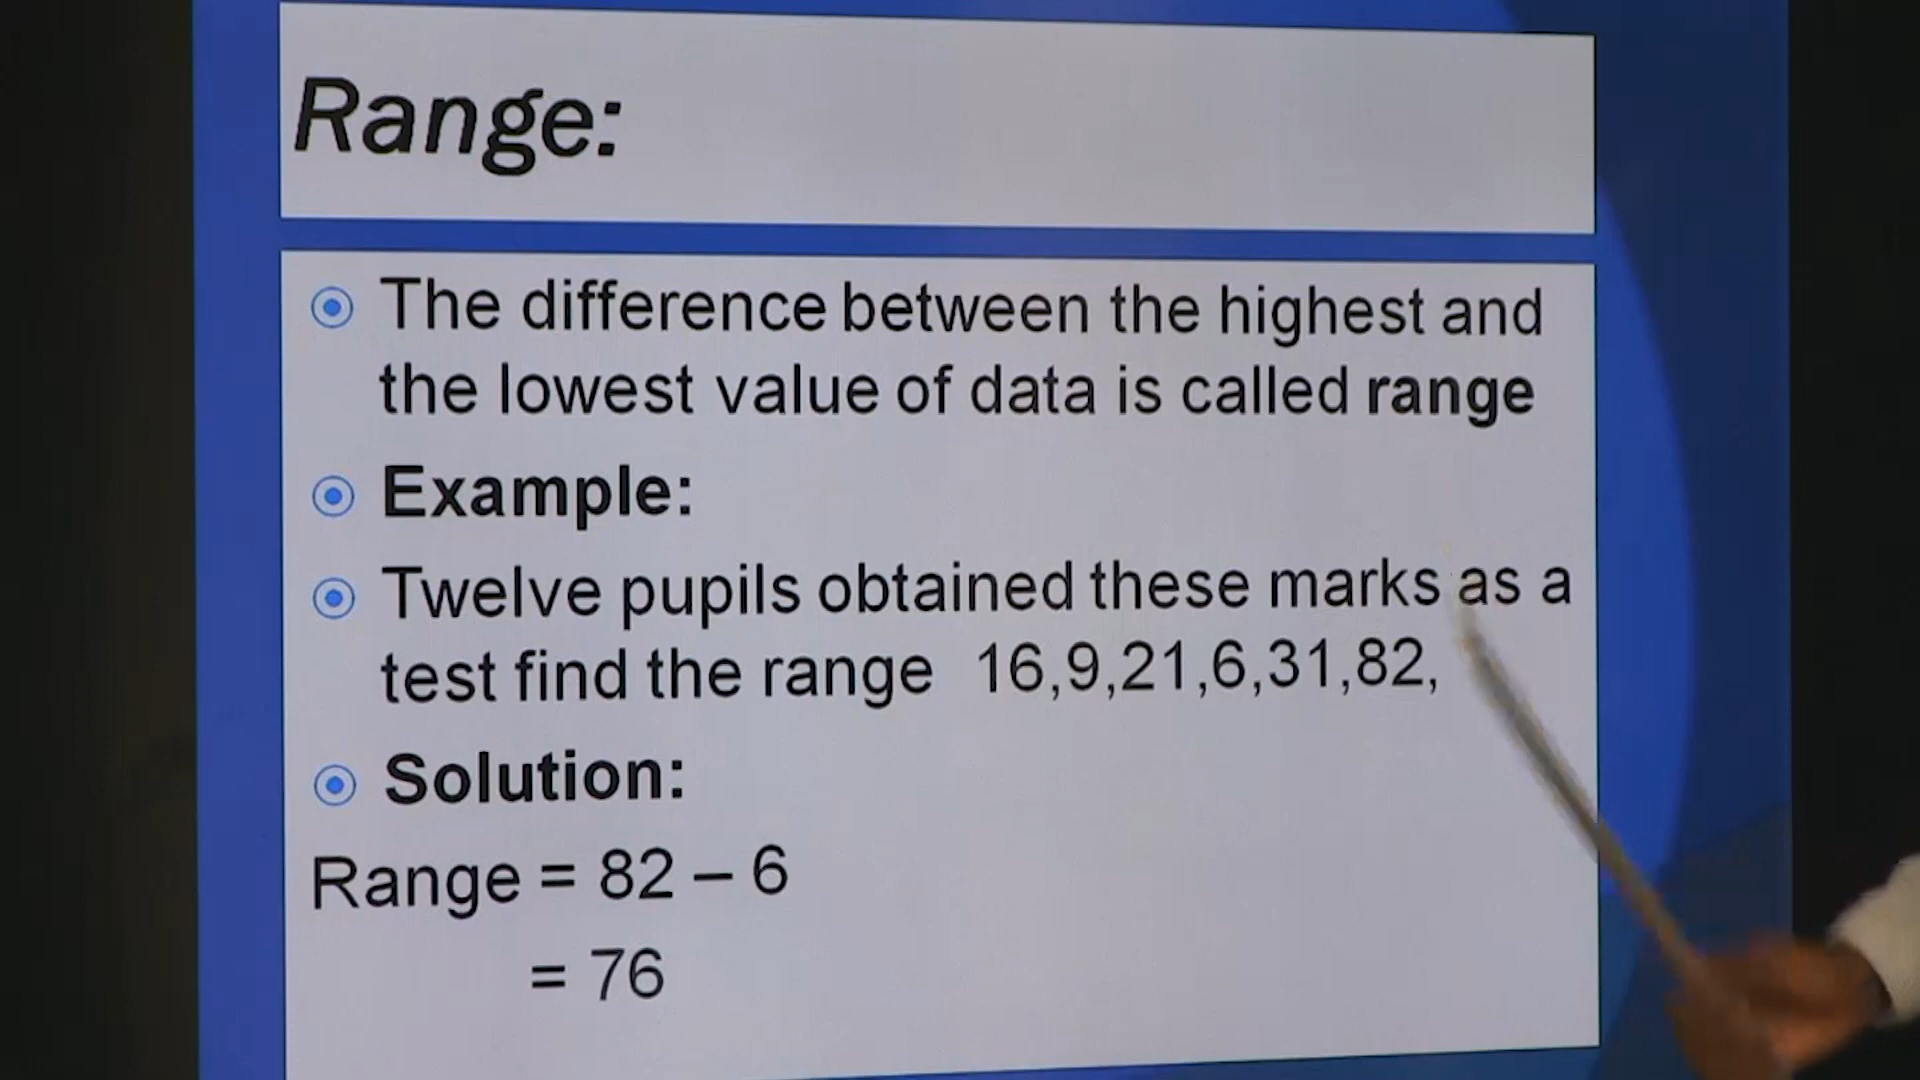 Range:
The difference between the highest and
the lowest value of data is called range
Example:
Twelve pupils obtained these marks as a
test find the range 16,9,21,6,31,82,
Solution:
Range = 82 – 6
= 76